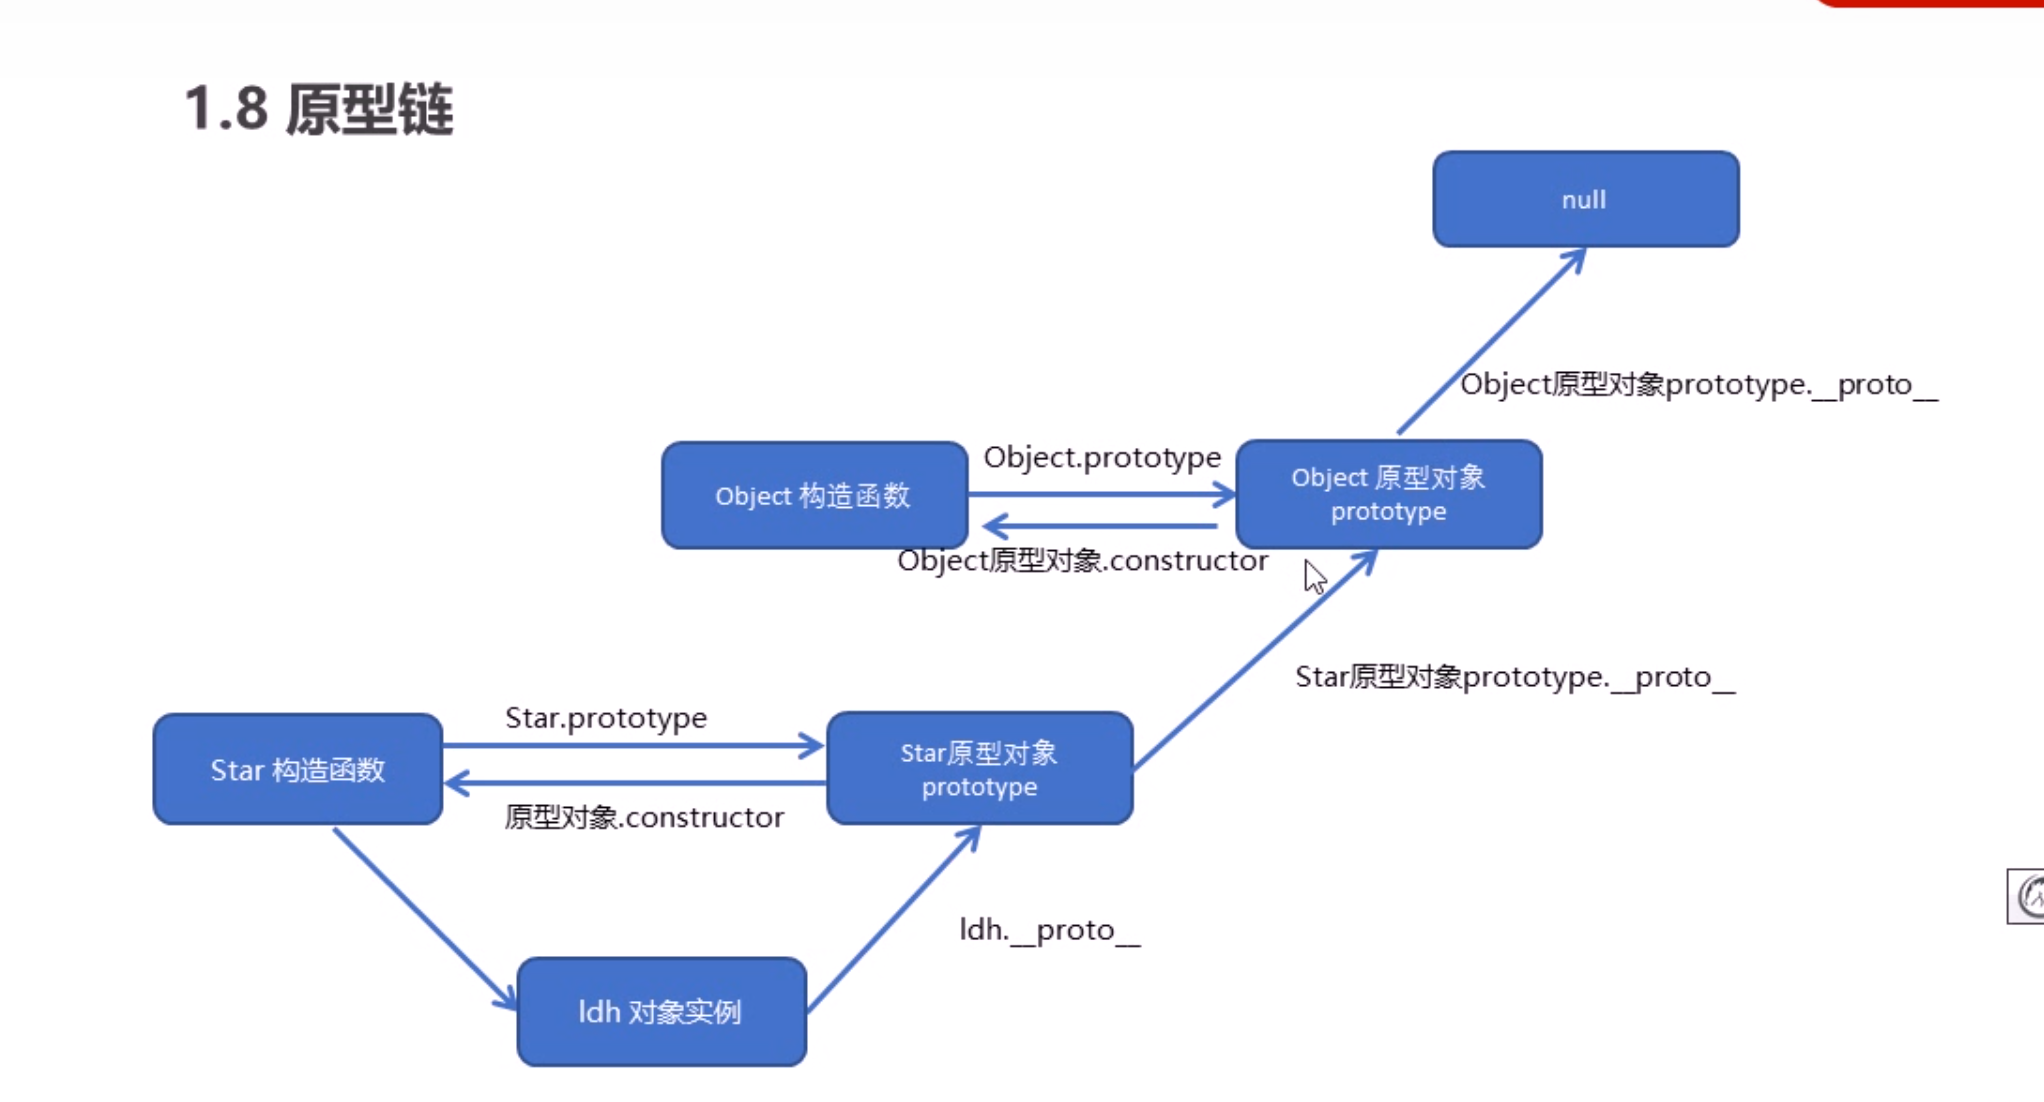 1.8 原型链
null
Object原型对象prototype.__proto__
Object.prototype
Object 构造函数
Object 原型对象
prototype
Object原型对象.constructor
Star原型对象prototype.__proto__
Star.prototype
Star 构造函数
Star原型对象
prototype
原型对象.constructor
ldh.__proto__
ldh 对象实例